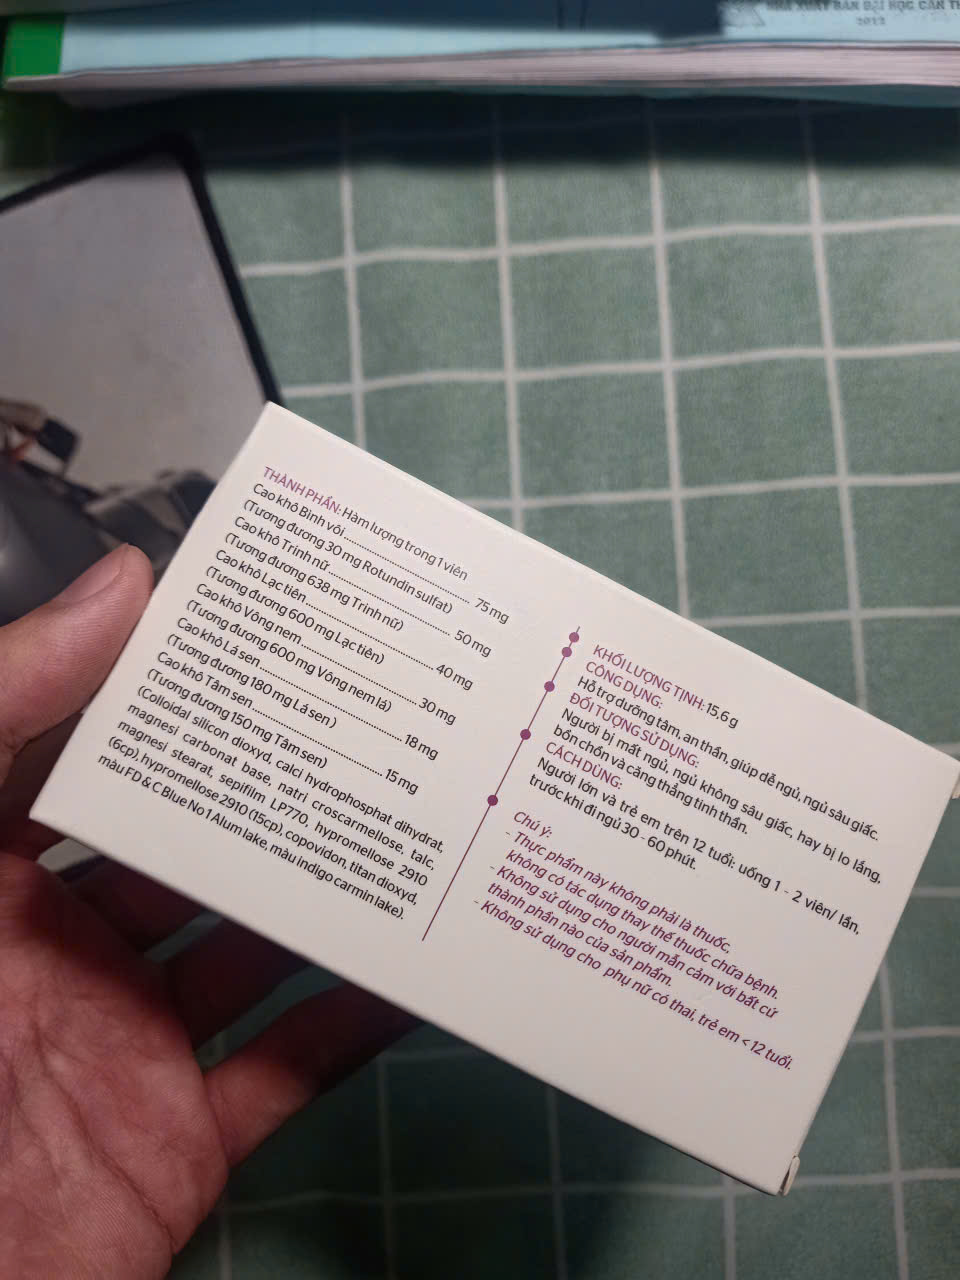 NHÀ XUẤT BẢN ĐẠI HỌC CẦN
2013
THÀNH PHẦN: Hàm lượng trong 1 viên
Cao khô Bình vôi.............................. 75 mg
(Tương đương 30 mg Rotundin sulfat)
Cao khô Trinh nữ.............................. 50 mg
(Tương đương 638 mg Trinh nữ)
Cao khô Lạc tiên.............................. 40 mg
(Tương đương 600 mg Lạc tiên)
Cao khô Vông nem.............................. 30 mg
(Tương đương 600 mg Vông nem lá)
Cao khô Lá sen.............................. 18 mg
(Tương đương 180 mg Lá sen )
Cao khô Tâm sen.............................. 15 mg
(Tương đương 150 mg Tâm sen)
(Colloidal silicon dioxyd, calci hydrophosphat dihydrat,
magnesi carbonat base, natri croscarmellose, talc,
magnesi stearat, sepifilm LP770, hypromellose 2910
(6cp), hypromellose 2910 (15cp), copovidon, titan dioxyd,
màu FD & C Blue No 1 Alum lake, màu indigo carmin lake).
KHỐI LƯỢNG TỊNH: 15,6 g
CÔNG DỤNG:
Hỗ trợ dưỡng tâm, an thần, giúp dễ ngủ, ngủ sâu giấc.
ĐỐI TƯỢNG SỬ DỤNG:
Người bị mất ngủ, ngủ không sâu giấc, hay bị lo lắng,
bồn chồn và căng thẳng tinh thần.
CÁCH DÙNG:
Người lớn và trẻ em trên 12 tuổi: uống 1 - 2 viên/ lần,
trước khi đi ngủ 30 - 60 phút.
Chú ý:
- Thực phẩm này không phải là thuốc,
không có tác dụng thay thế thuốc chữa bệnh.
- Không sử dụng cho người mẫn cảm với bất cứ
thành phần nào của sản phẩm.
- Không sử dụng cho phụ nữ có thai, trẻ em < 12 tuổi.